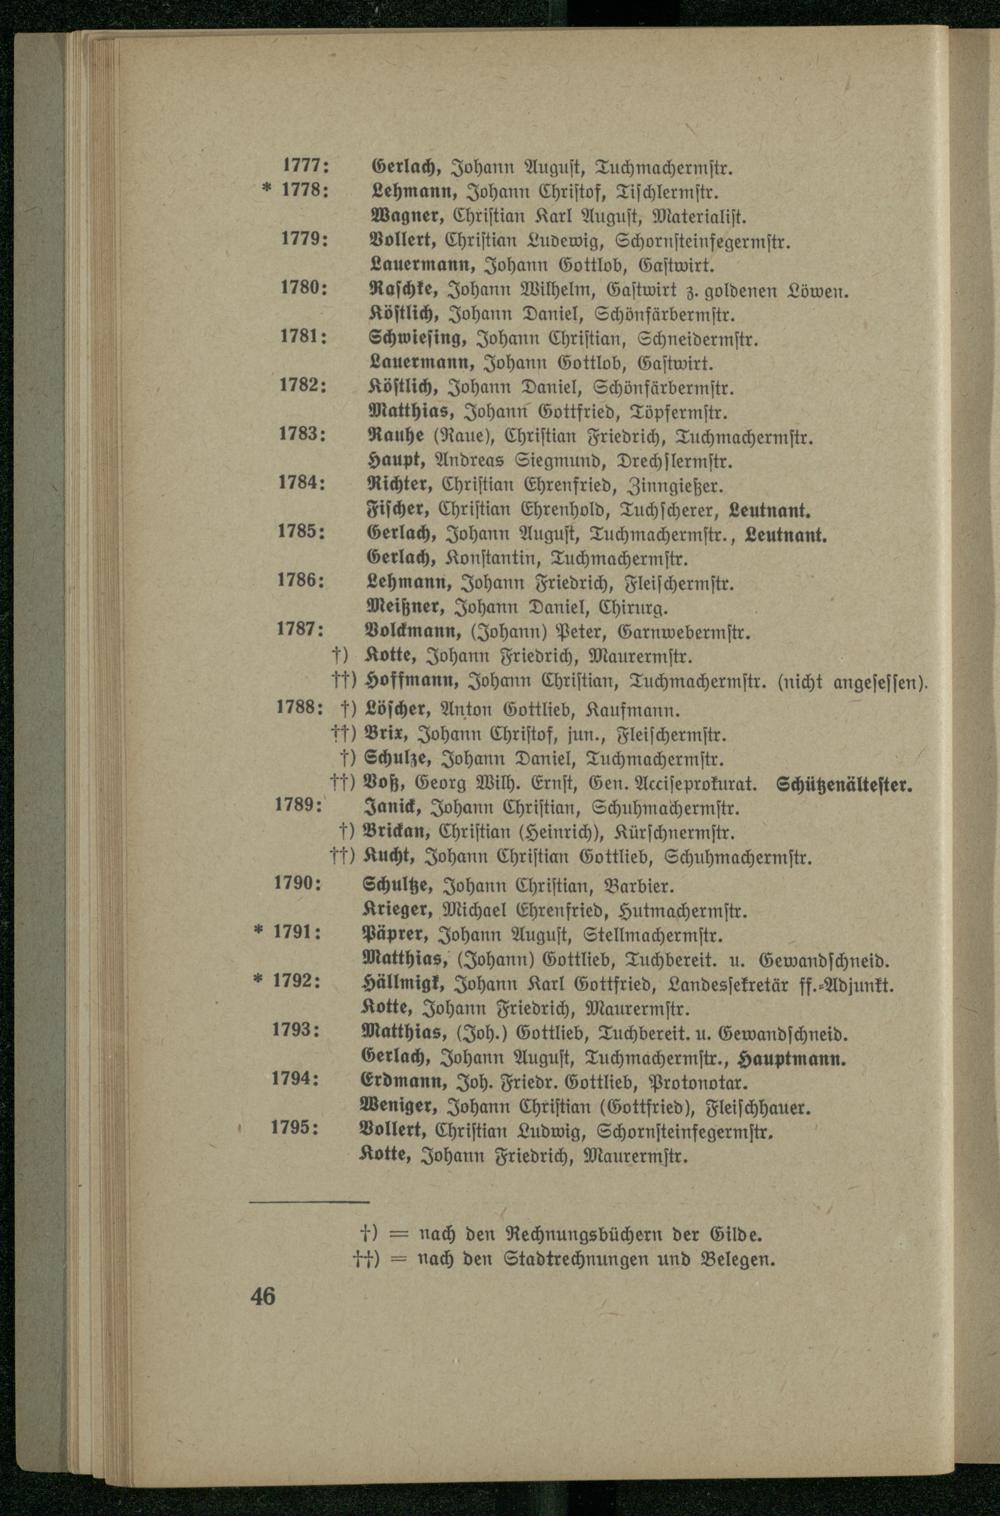 1777: Gerlach, Johann August, Tuchmachermstr.
* 1778: Lehmann, Johann Christof, Tischlermstr.
Wagner, Christian Karl August, Materialist.
1779: Vollert, Christian Ludewig, Schornsteinfegermstr.
Lauermann, Johann Gottlob, Gastwirt.
1780: Raschke, Johann Wilhelm, Gastwirt z. goldenen Löwen.
Köstlich, Johann Daniel, Schönfärbermstr.
1781: Schwiesing, Johann Christian, Schneidermstr.
Lauermann, Johann Gottlob, Gastwirt.
1782: Köstlich, Johann Daniel, Schönfärbermstr.
Matthias, Johann Gottfried, Töpfermstr.
1783: Rauhe (Raue), Christian Friedrich, Tuchmachermstr.
Haupt, Andreas Siegmund, Drechslermstr.
1784: Richter, Christian Ehrenfried, Zinngießer.
Fischer, Christian Ehrenhold, Tuchscherer, Leutnant.
1785: Gerlach, Johann August, Tuchmachermstr., Leutnant.
Gerlach, Konstantin, Tuchmachermstr.
1786: Lehmann, Johann Friedrich, Fleischermstr.
Meißner, Johann Daniel, Chirurg.
1787: Volckmann, (Johann) Peter, Garnwebermstr.
†) Kotte, Johann Friedrich, Maurermstr.
††) Hoffmann, Johann Christian, Tuchmachermstr. (nicht angesessen).
1788: †) Löscher, Anton Gottlieb, Kaufmann.
††) Brix, Johann Christof, jun., Fleischermstr.
†) Schulze, Johann Daniel, Tuchmachermstr.
††) Voß, Georg Wilh. Ernst, Gen. Acciseprokurat. Schützenältester.
1789: Janick, Johann Christian, Schuhmachermstr.
†) Brickan, Christian (Heinrich), Kürschnermstr.
††) Kucht, Johann Christian Gottlieb, Schuhmachermstr.
1790: Schultze, Johann Christian, Barbier.
Krieger, Michael Ehrenfried, Hutmachermstr.
* 1791: Päprer, Johann August, Stellmachermstr.
Matthias, (Johann) Gottlieb, Tuchbereit. u. Gewandschneid.
* 1792: Hällmigk, Johann Karl Gottfried, Landessekretär ff.-Adjunkt.
Kotte, Johann Friedrich, Maurermstr.
1793: Matthias, (Joh.) Gottlieb, Tuchbereit. u. Gewandschneid.
Gerlach, Johann August, Tuchmachermstr., Hauptmann.
1794: Erdmann, Joh. Friedr. Gottlieb, Protonotar.
Weniger, Johann Christian (Gottfried), Fleischhauer.
1795: Vollert, Christian Ludwig, Schornsteinfegermstr.
Kotte, Johann Friedrich, Maurermstr.
†) = nach den Rechnungsbüchern der Gilde.
††) = nach den Stadtrechnungen und Belegen.
46